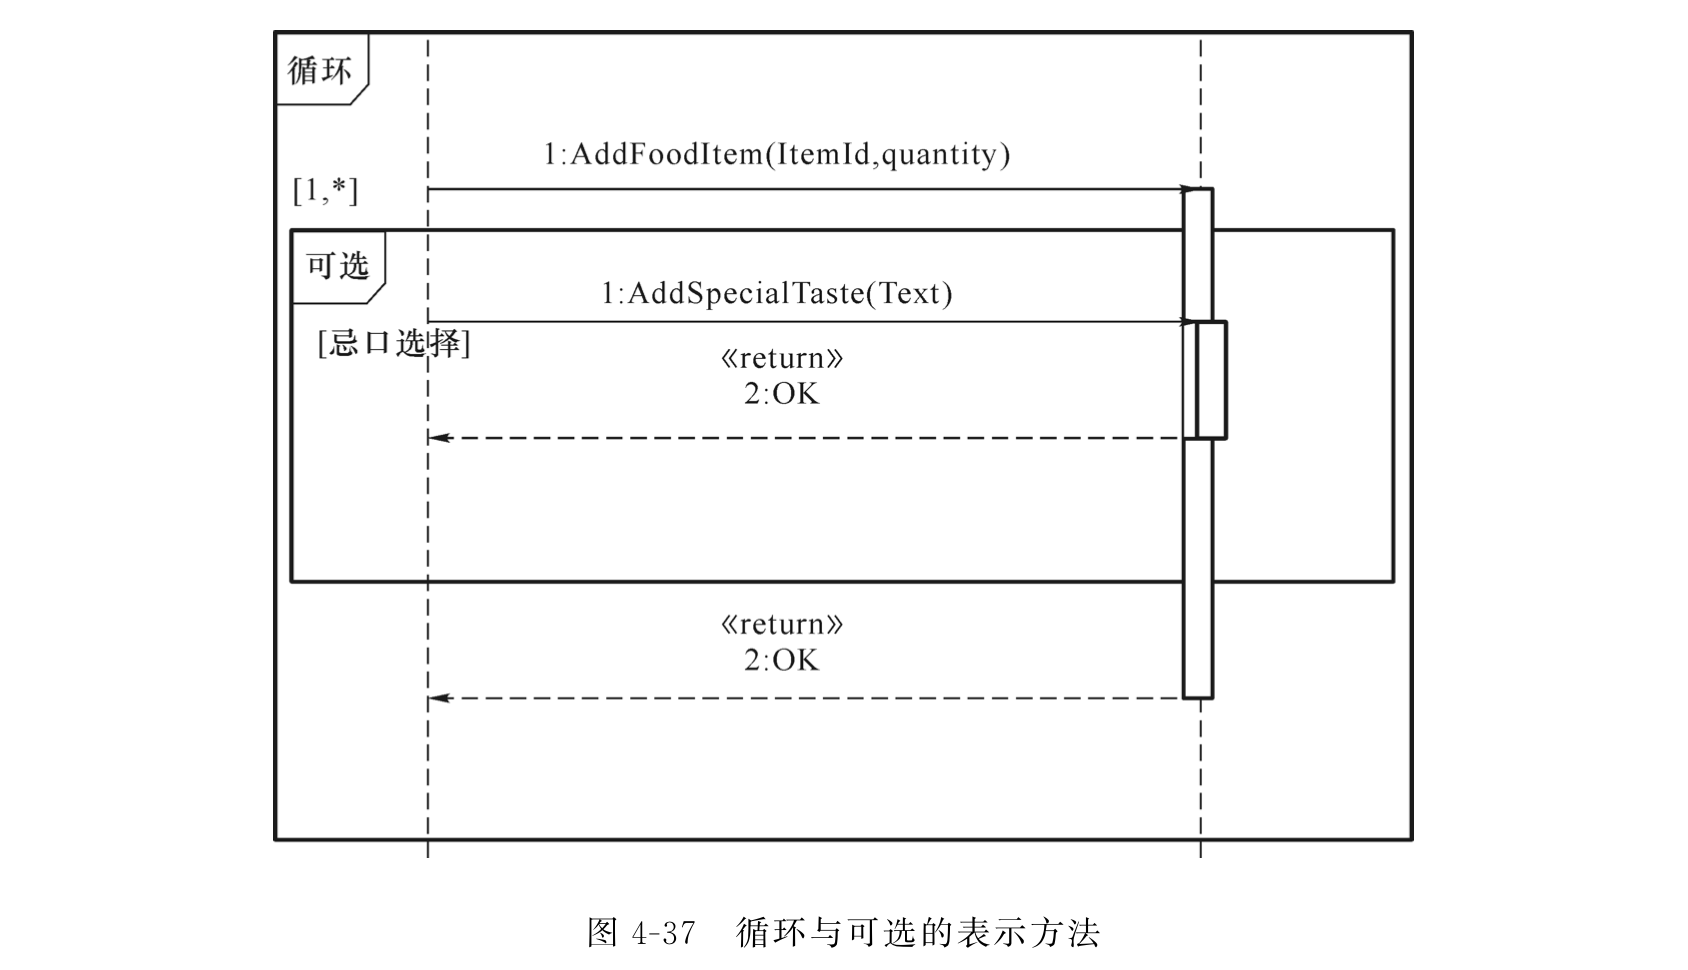 循环
1:AddFoodItem(ItemId,quantity)
[1,*]
可选
1:AddSpecialTaste(Text)
[忌口选择]
《return》
2:OK
《return》
2:OK
图 4-37 循环与可选的表示方法